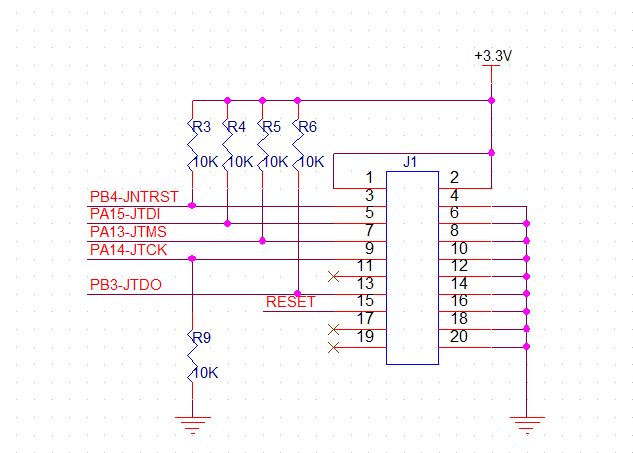 +3.3V
R3 R4 R5 R6
10K 10K 10K 10K
J1
1 2
PB4-JNTRST 3 4
PA15-JTDI 5 6
PA13-JTMS 7 8
PA14-JTCK 9 10
11 12
PB3-JTDO 13 14
RESET 15 16
17 18
R9 19 20
10K